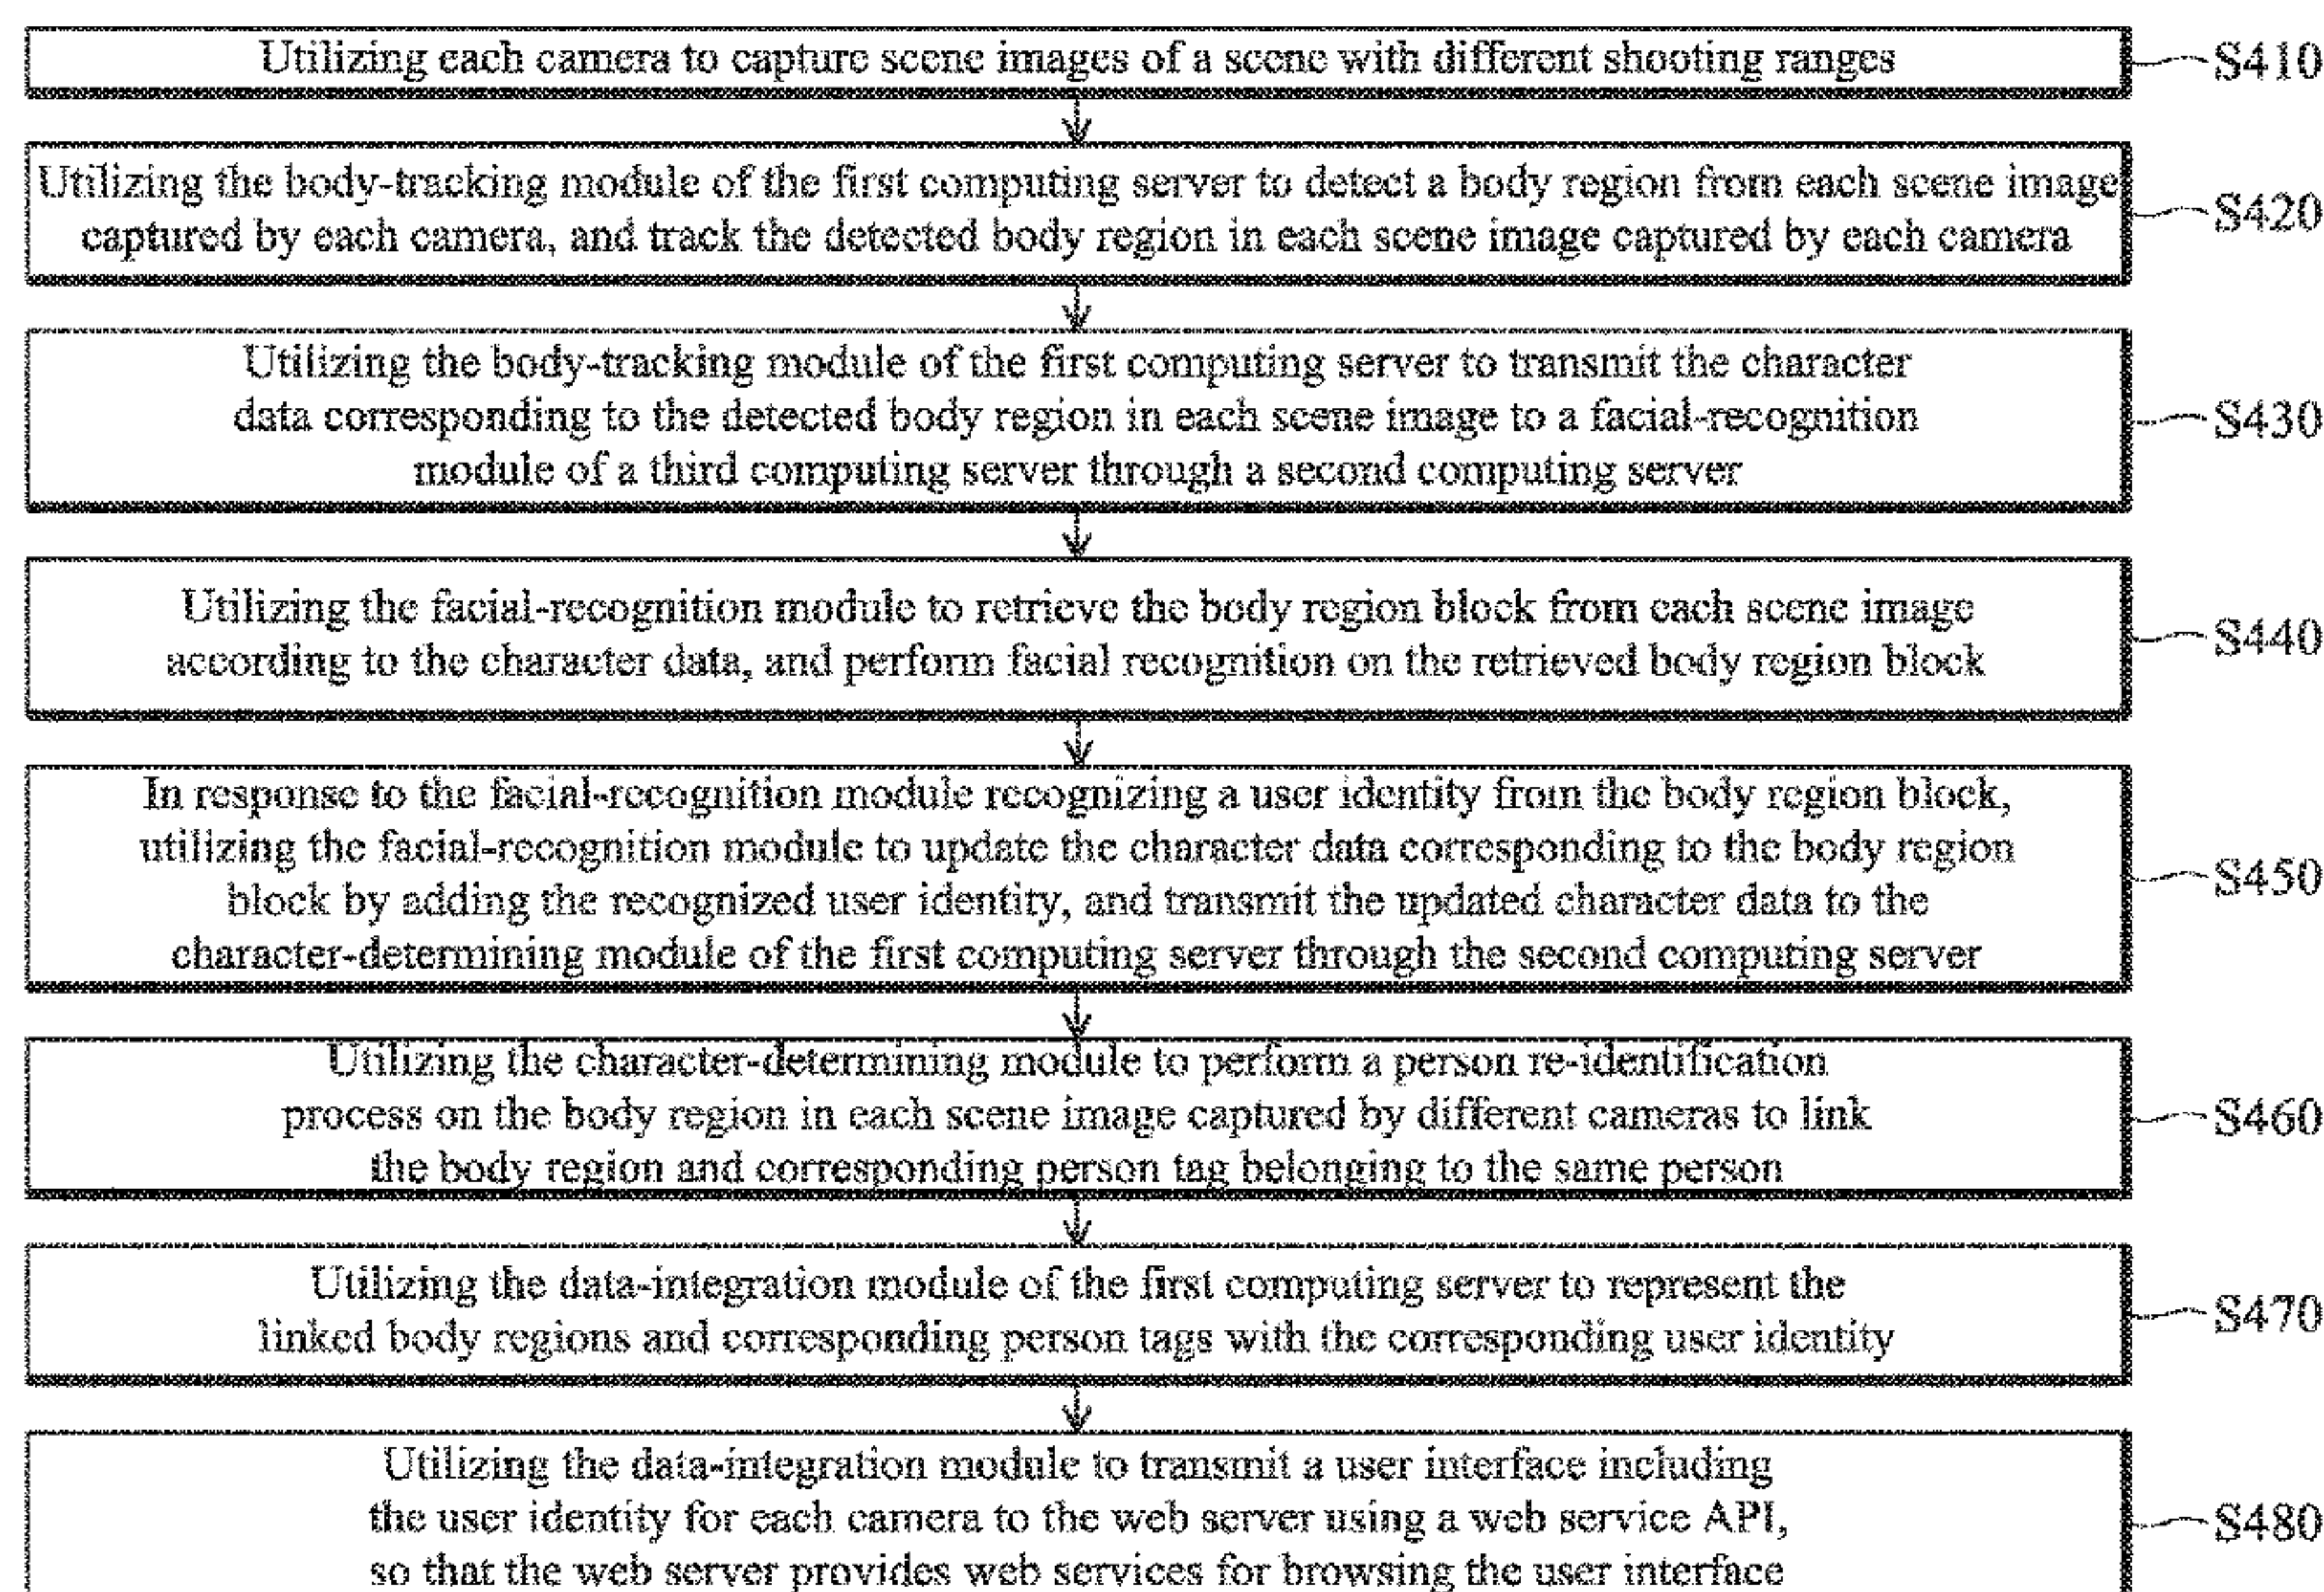 Utilizing each camera to capture scene images of a scene with different shooting ranges
S410
Utilizing the body-tracking module of the first computing server to detect a body region from each scene image
captured by each camera, and track the detected body region in each scene image captured by each camera
S420
Utilizing the body-tracking module of the first computing server to transmit the character
data corresponding to the detected body region in each scene image to a facial-recognition
module of a third computing server through a second computing server
S430
Utilizing the facial-recognition module to retrieve the body region block from each scene image
according to the character data, and perform facial recognition on the retrieved body region block
S440
In response to the facial-recognition module recognizing a user identity from the body region block,
utilizing the facial-recognition module to update the character data corresponding to the body region
block by adding the recognized user identity, and transmit the updated character data to the
character-determining module of the first computing server through the second computing server
S450
Utilizing the character-determining module to perform a person re-identification
process on the body region in each scene image captured by different cameras to link
the body region and corresponding person tag belonging to the same person
S460
Utilizing the data-integration module of the first computing server to represent the
linked body regions and corresponding person tags with the corresponding user identity
S470
Utilizing the data-integration module to transmit a user interface including
the user identity for each camera to the web server using a web service API,
so that the web server provides web services for browsing the user interface
S480